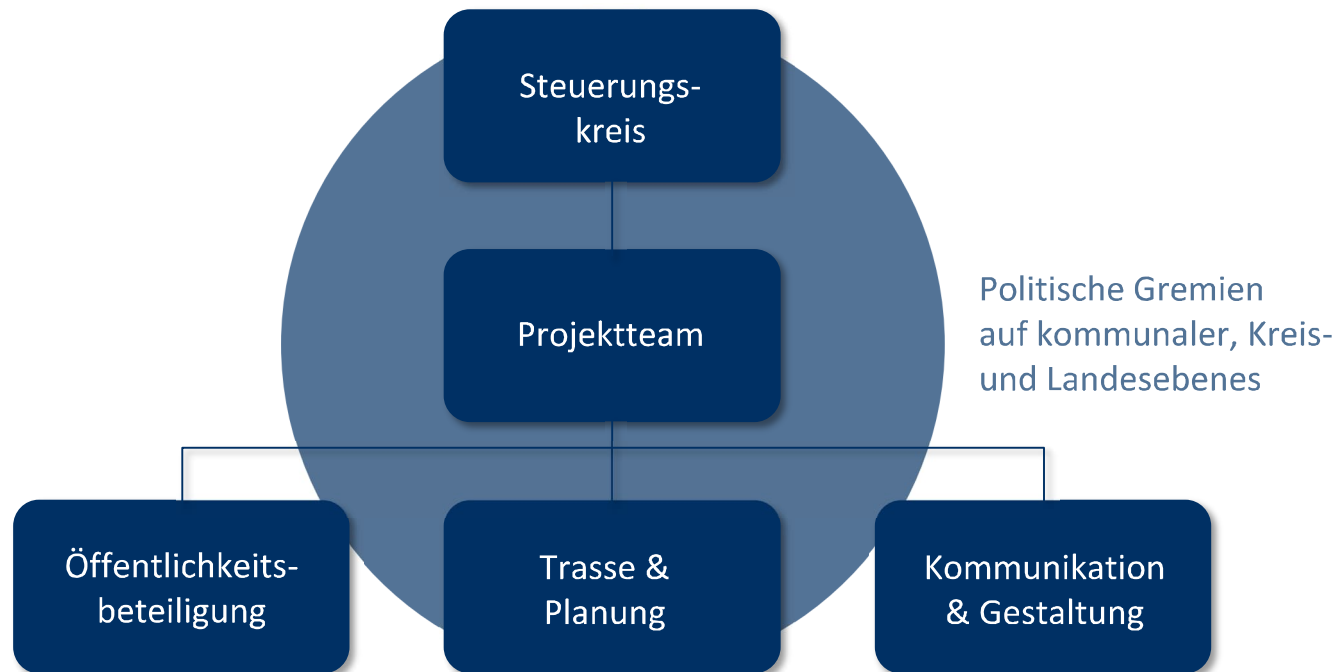 Steuerungs-
kreis
Projektteam
Politische Gremien
auf kommunaler, Kreis-
und Landesebenes
Öffentlichkeits-
beteiligung
Trasse &
Planung
Kommunikation
& Gestaltung